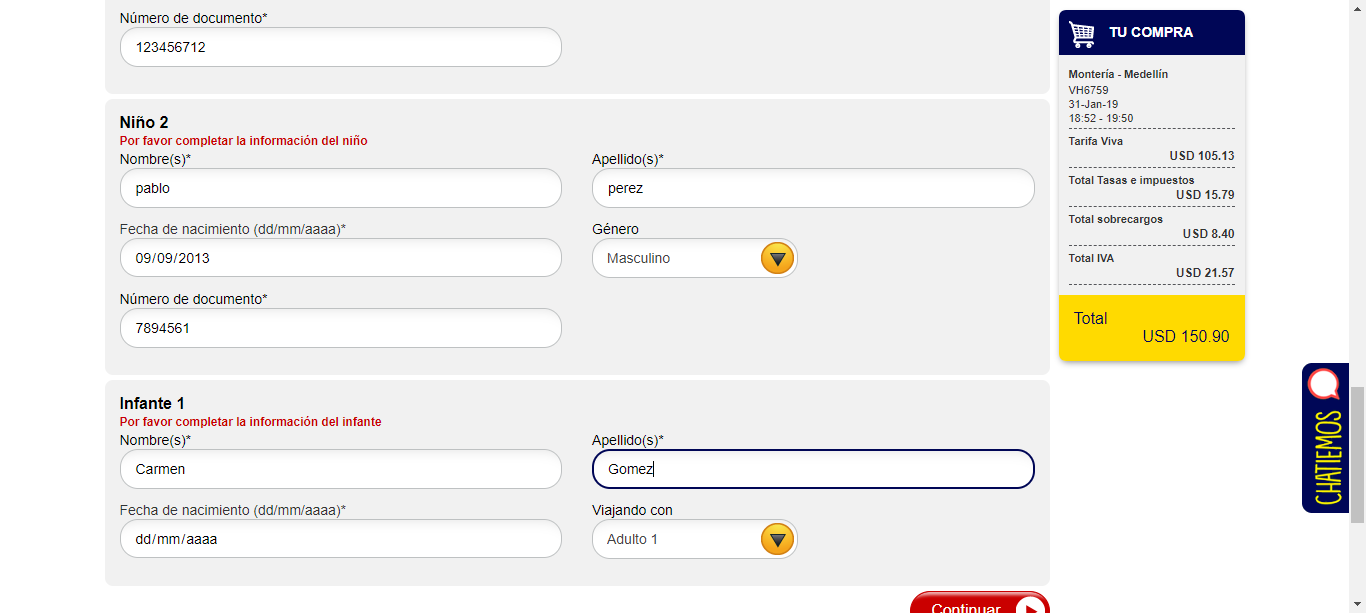 Número de documento*
123456712
Niño 2
Por favor completar la información del niño
Nombre(s)*
Apellido(s)*
pablo
perez
Fecha de nacimiento (dd/mm/aaaa)*
Género
09/09/2013
Masculino
Número de documento*
7894561
Infante 1
Por favor completar la información del infante
Nombre(s)*
Apellido(s)*
Carmen
Gomez
Fecha de nacimiento (dd/mm/aaaa)*
Viajando con
dd/mm/aaaa
Adulto 1
Continuar
TU COMPRA
Montería - Medellín
VH6759
31-Jan-19
18:52 - 19:50
Tarifa Viva
USD 105.13
Total Tasas e impuestos
USD 15.79
Total sobrecargos
USD 8.40
Total IVA
USD 21.57
Total
USD 150.90
CHATIEMOS